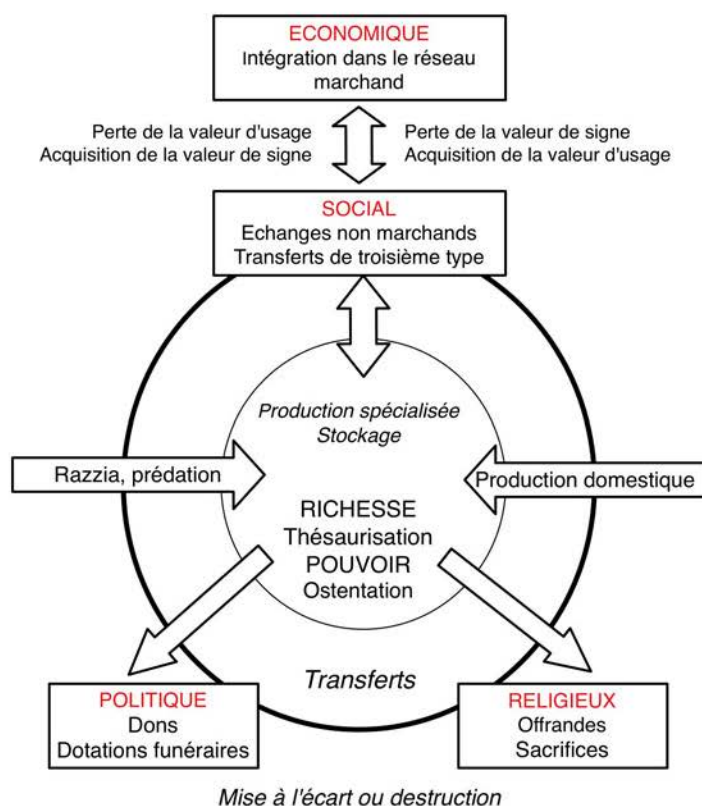 ECONOMIQUE
Intégration dans le réseau
marchand
Perte de la valeur d'usage
Acquisition de la valeur de signe
Perte de la valeur de signe
Acquisition de la valeur d'usage
SOCIAL
Echanges non marchands
Transferts de troisième type
Production spécialisée
Stockage
Razzia, prédation
Production domestique
RICHESSE
Thésaurisation
POUVOIR
Ostentation
Transferts
POLITIQUE
Dons
Dotations funéraires
RELIGIEUX
Offrandes
Sacrifices
Mise à l'écart ou destruction